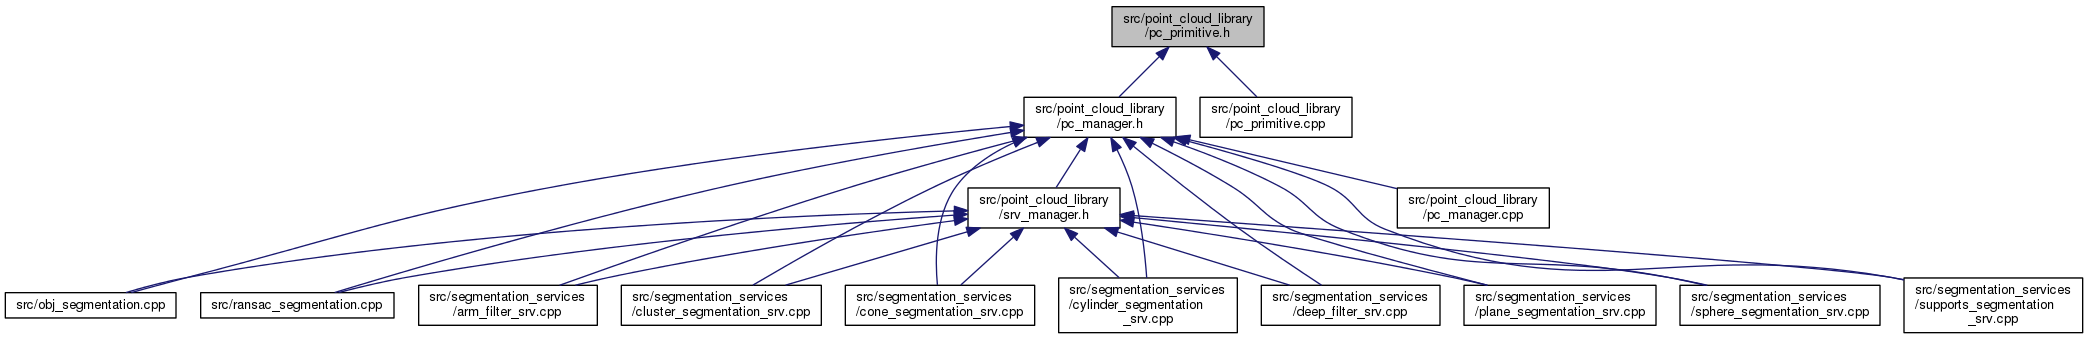 src/point_cloud_library
/pc_primitive.h
src/point_cloud_library
/pc_manager.h
src/point_cloud_library
/pc_primitive.cpp
src/point_cloud_library
/srv_manager.h
src/point_cloud_library
/pc_manager.cpp
src/obj_segmentation.cpp
src/ransac_segmentation.cpp
src/segmentation_services
/arm_filter_srv.cpp
src/segmentation_services
/cluster_segmentation_srv.cpp
src/segmentation_services
/cone_segmentation_srv.cpp
src/segmentation_services
/cylinder_segmentation
_srv.cpp
src/segmentation_services
/deep_filter_srv.cpp
src/segmentation_services
/plane_segmentation_srv.cpp
src/segmentation_services
/sphere_segmentation_srv.cpp
src/segmentation_services
/supports_segmentation
_srv.cpp